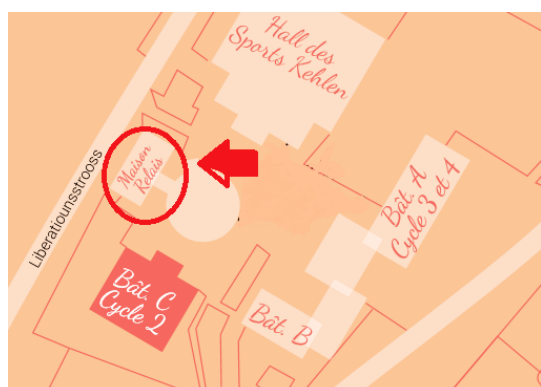 Hall des
Sports Kehlen
Maison
Relais
Liberatiounsstrooss
Bât. A
Cycle 3 et 4
Bât. C
Cycle 2
Bât. B